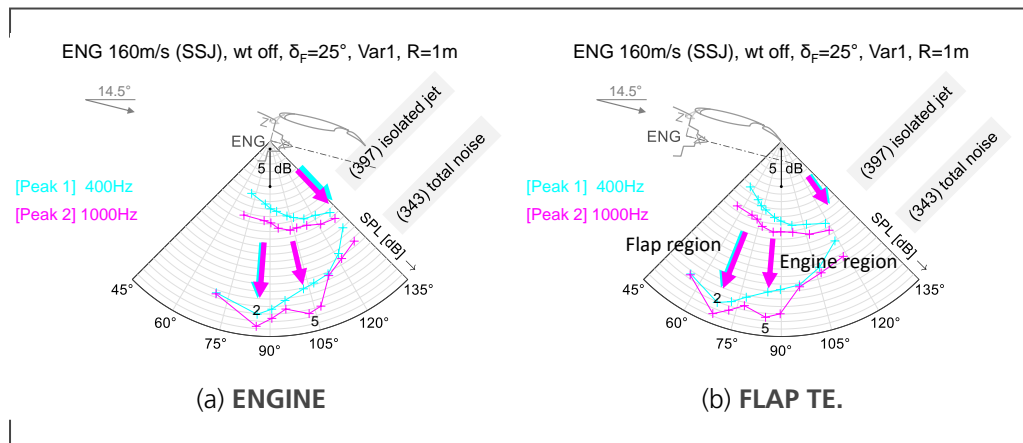 ENG 160m/s (SSJ), wt off, δF=25°, Var1, R=1m
14.5°
ENG
5 dB
(397) isolated jet
(343) total noise
[Peak 1] 400Hz
[Peak 2] 1000Hz
SPL [dB] →
2
5
45°
60°
75°
90°
105°
120°
135°
(a) ENGINE
ENG 160m/s (SSJ), wt off, δF=25°, Var1, R=1m
14.5°
ENG
5 dB
(397) isolated jet
(343) total noise
[Peak 1] 400Hz
[Peak 2] 1000Hz
SPL [dB] →
Flap region
Engine region
2
5
45°
60°
75°
90°
105°
120°
135°
(b) FLAP TE.